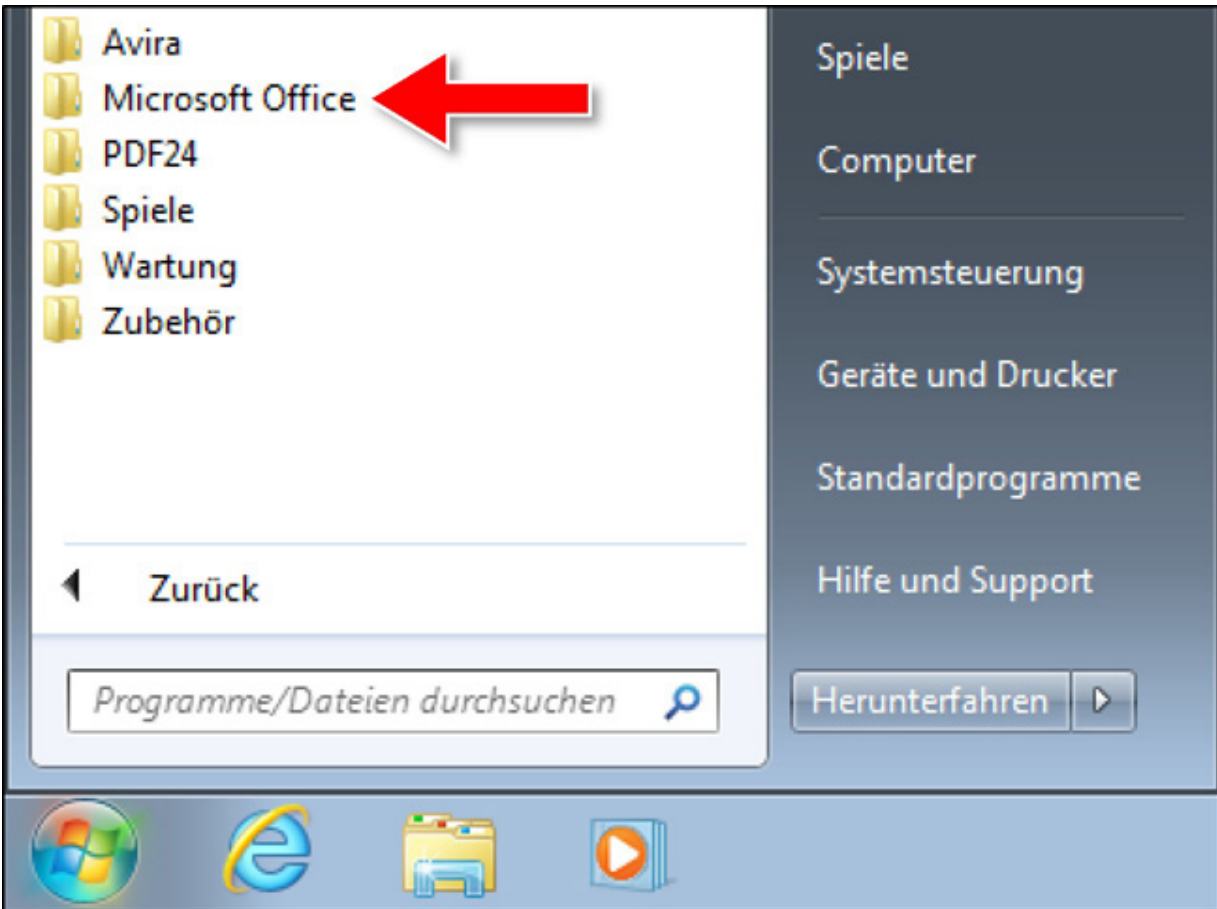 Avira
Microsoft Office
PDF24
Spiele
Wartung
Zubehör
Zurück
Programme/Dateien durchsuchen
Spiele
Computer
Systemsteuerung
Geräte und Drucker
Standardprogramme
Hilfe und Support
Herunterfahren